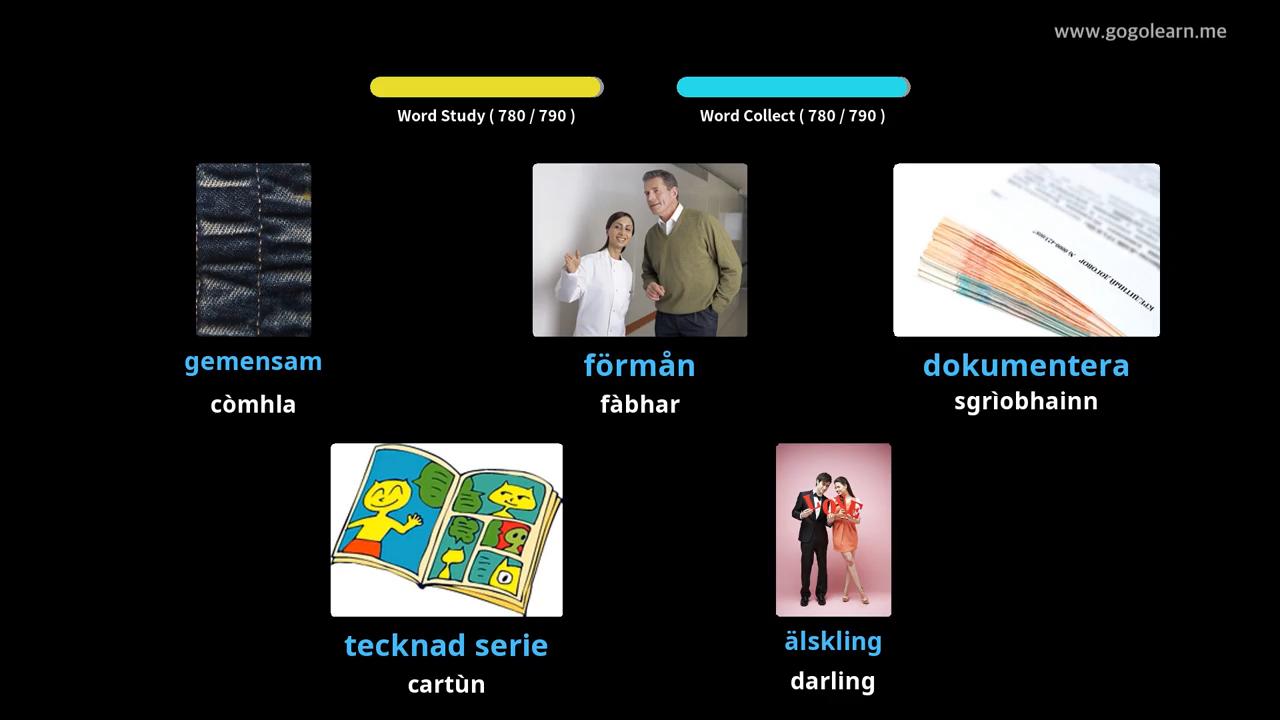 www.gogolearn.me
Word Study ( 780 / 790 )
Word Collect ( 780 / 790 )
gemensam
còmhla
förmån
fàbhar
dokumentera
sgrìobhainn
tecknad serie
cartùn
älskling
darling